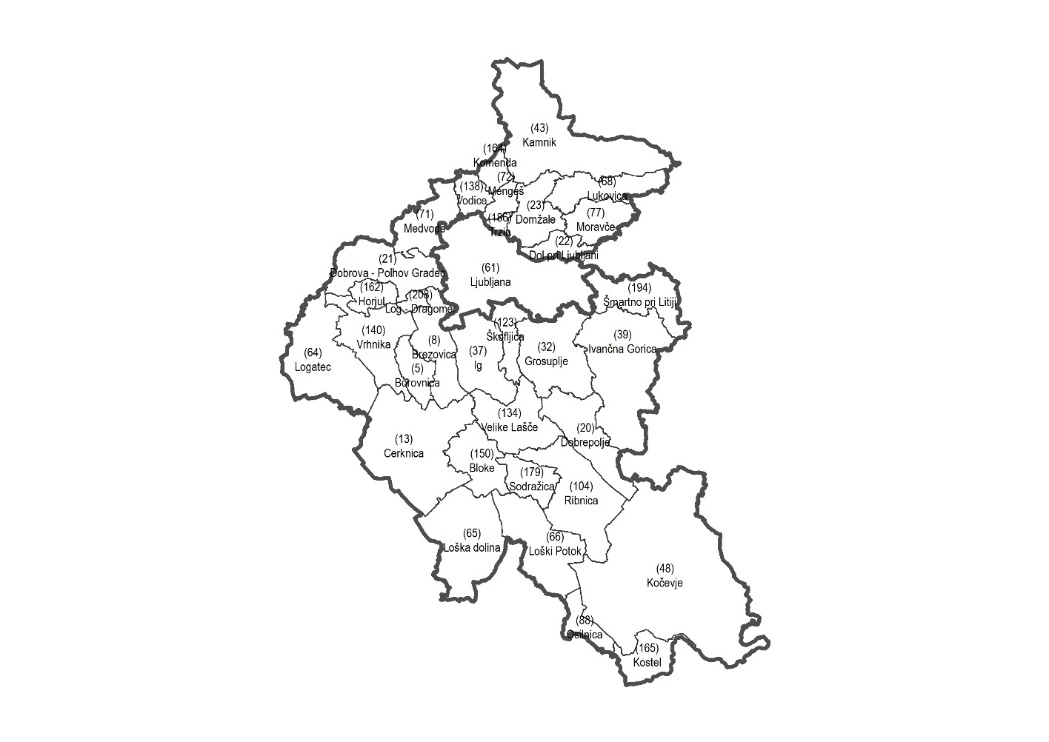 (43)
Kamnik
(164)
Komenda
(72)
Mengeš
(138)
Vodice
(68)
Lukovica
(23)
Domžale
(77)
Moravče
(186)
Trzin
(71)
Medvode
(22)
Dol pri Ljubljani
(21)
Dobrova - Polhov Gradec
(61)
Ljubljana
(162)
Horjul
(208)
Log - Dragomer
(194)
Šmartno pri Litiji
(140)
Vrhnika
(123)
Škofljica
(39)
Ivančna Gorica
(8)
Brezovica
(64)
Logatec
(37)
Ig
(32)
Grosuplje
(5)
Borovnica
(134)
Velike Lašče
(20)
Dobrepolje
(13)
Cerknica
(150)
Bloke
(179)
Sodražica
(104)
Ribnica
(65)
Loška dolina
(66)
Loški Potok
(48)
Kočevje
(88)
Osilnica
(165)
Kostel